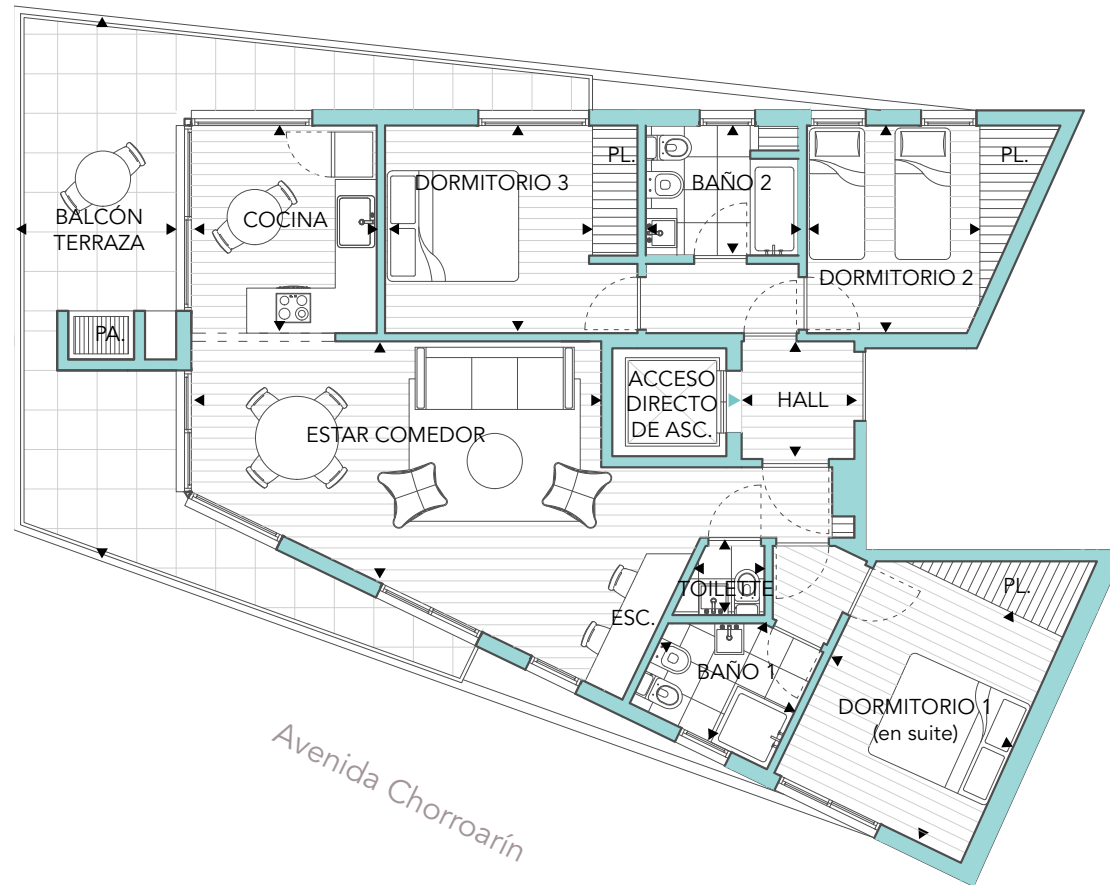 PL.
PL.
DORMITORIO 3
BAÑO 2
BALCÓN
TERRAZA
COCINA
DORMITORIO 2
PA.
ACCESO
DIRECTO
DE ASC.
HALL
ESTAR COMEDOR
TOILETTE
PL.
ESC.
BAÑO 1
DORMITORIO 1
(en suite)
Avenida Chorroarín